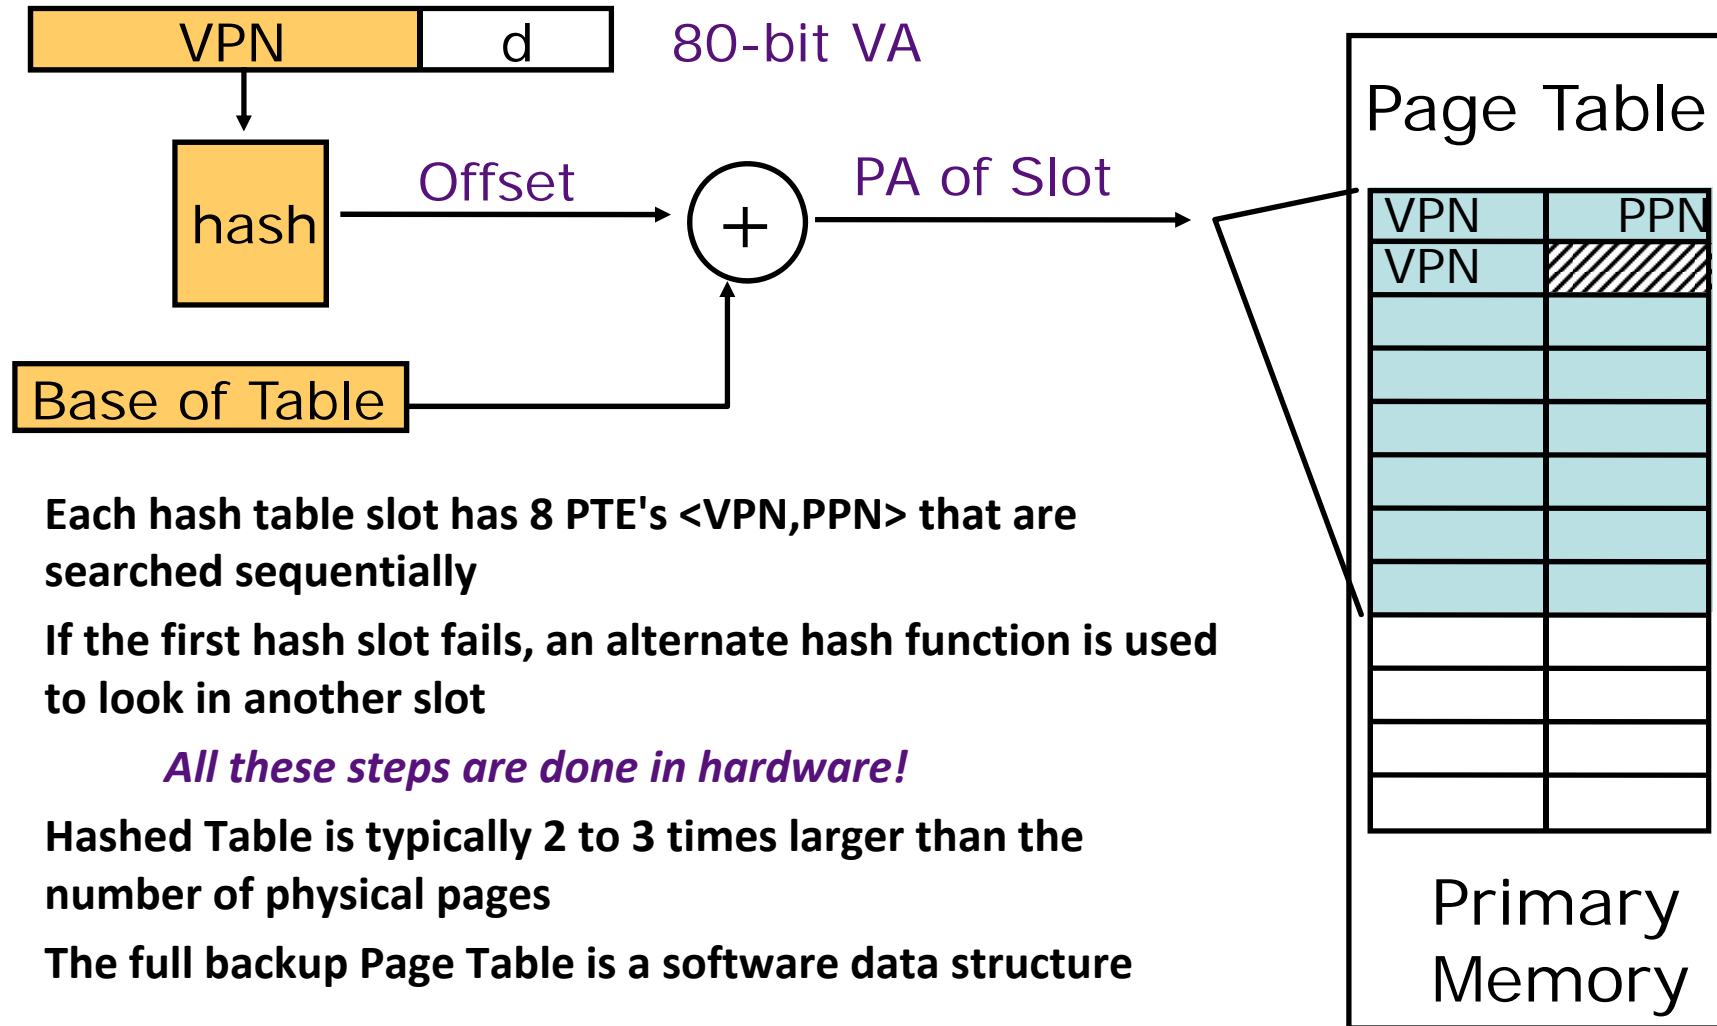 VPN d 80-bit VA
Page Table
hash Offset + PA of Slot
VPN PPN
VPN
Base of Table
Each hash table slot has 8 PTE's <VPN,PPN> that are
searched sequentially
If the first hash slot fails, an alternate hash function is used
to look in another slot
All these steps are done in hardware!
Hashed Table is typically 2 to 3 times larger than the
number of physical pages
The full backup Page Table is a software data structure
Primary
Memory